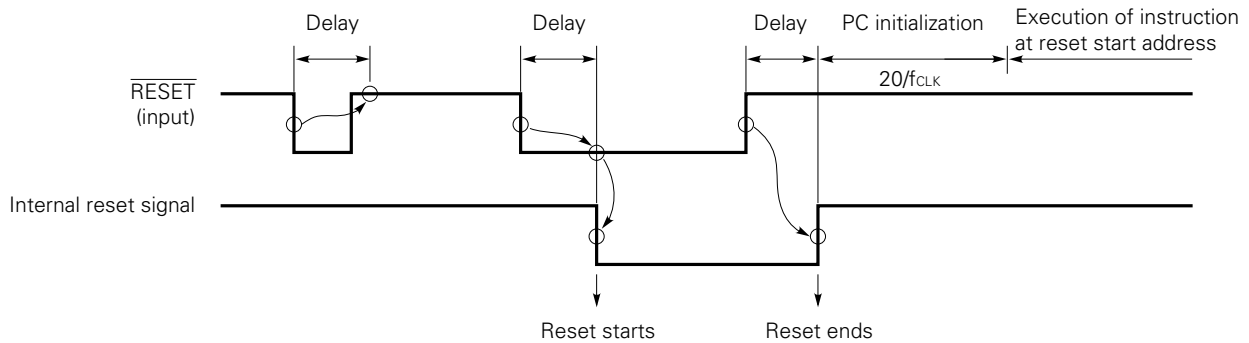 Delay
Delay
Delay
PC initialization
Execution of instruction
at reset start address
RESET
(input)
20/fCLK
Internal reset signal
Reset starts
Reset ends